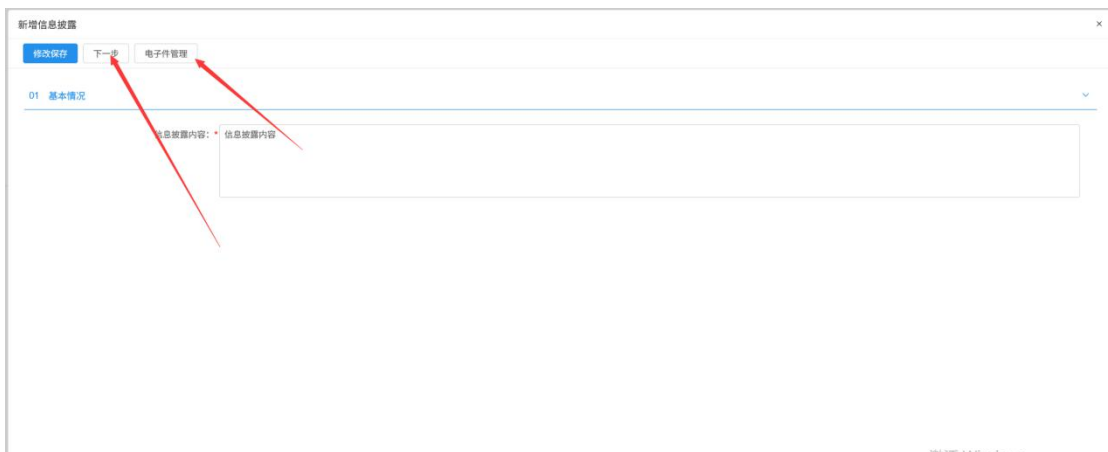 新增信息披露
×
修改保存 下一步 电子件管理
01 基本情况
信息披露内容：* 信息披露内容